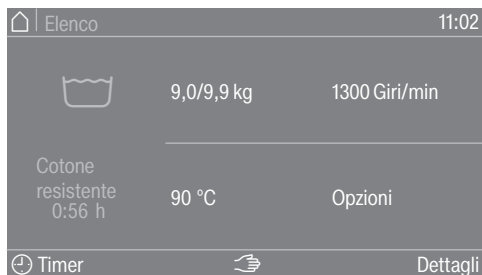 Elenco 11:02
9,0/9,9 kg 1300 Giri/min
Cotone
resistente
0:56 h
90 °C Opzioni
Timer Dettagli